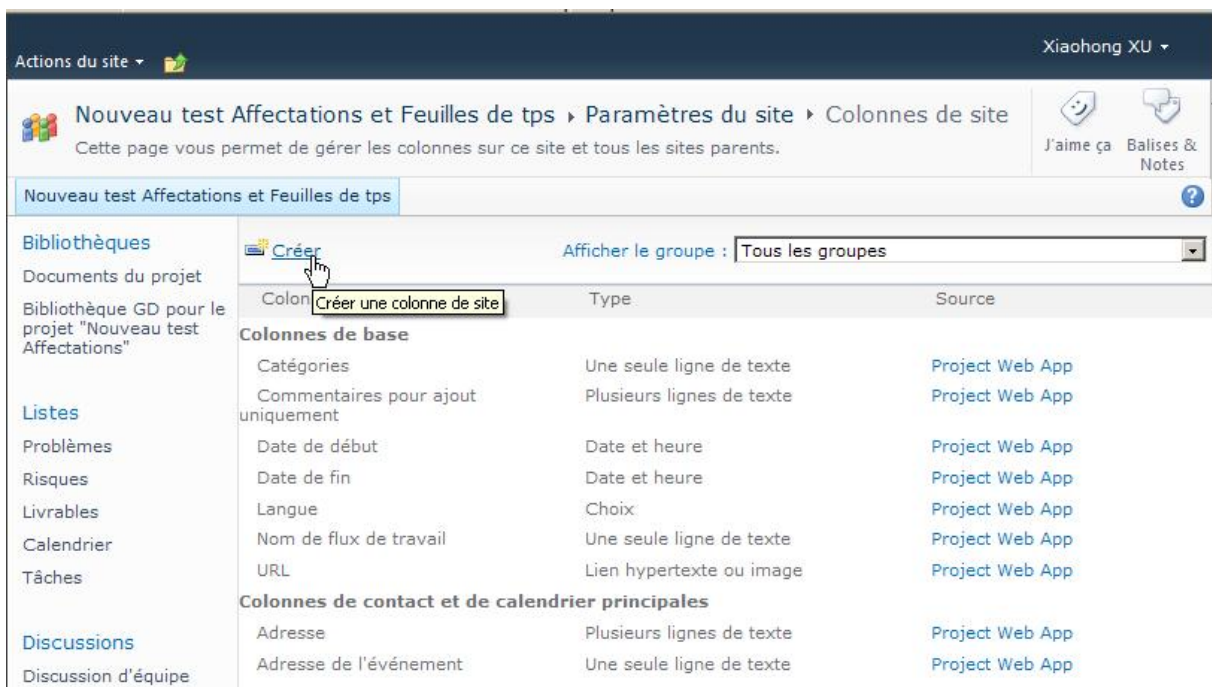 Xiaohong XU
Actions du site
Nouveau test Affectations et Feuilles de tps Paramètres du site Colonnes de site
Cette page vous permet de gérer les colonnes sur ce site et tous les sites parents.
J'aime ça
Balises &
Notes
Nouveau test Affectations et Feuilles de tps
Bibliothèques
Documents du projet
Bibliothèque GD pour le
projet "Nouveau test
Affectations"
Listes
Problèmes
Risques
Livrables
Calendrier
Tâches
Discussions
Discussion d'équipe
Créer
Afficher le groupe : Tous les groupes
Créer une colonne de site
Colon Type Source
Colonnes de base
Catégories Une seule ligne de texte Project Web App
Commentaires pour ajout Plusieurs lignes de texte Project Web App
uniquement
Date de début Date et heure Project Web App
Date de fin Date et heure Project Web App
Langue Choix Project Web App
Nom de flux de travail Une seule ligne de texte Project Web App
URL Lien hypertexte ou image Project Web App
Colonnes de contact et de calendrier principales
Adresse Plusieurs lignes de texte Project Web App
Adresse de l'événement Une seule ligne de texte Project Web App